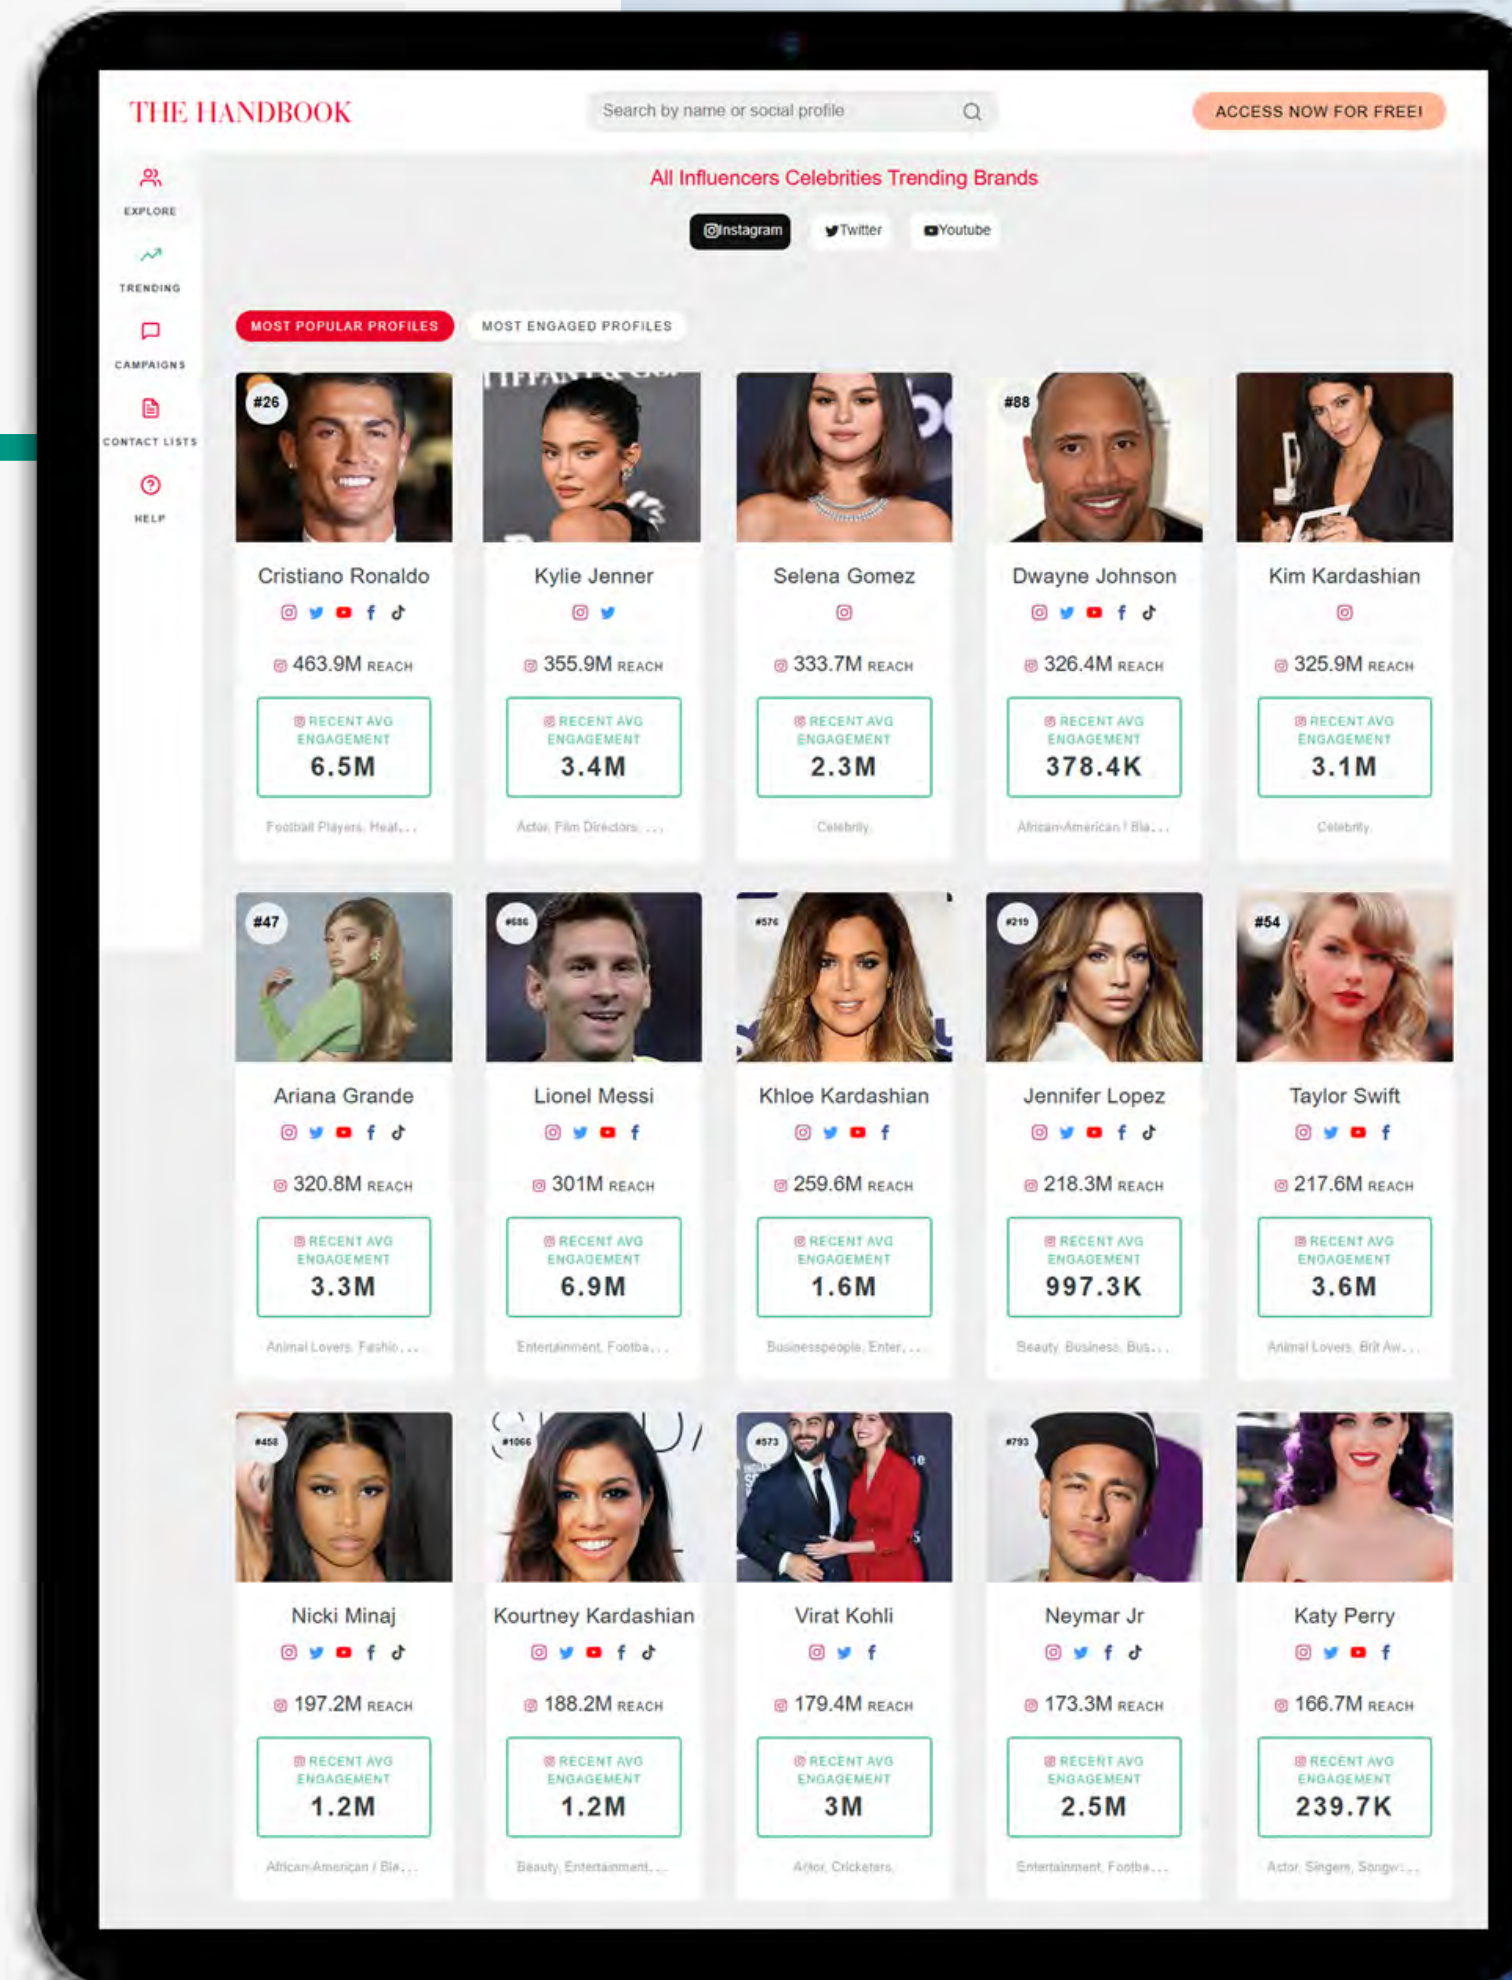 THE HANDBOOK
Search by name or social profile
ACCESS NOW FOR FREE!
EXPLORE
TRENDING
CAMPAIGNS
CONTACT LISTS
HELP
All Influencers Celebrities Trending Brands
Instagram Twitter Youtube
MOST POPULAR PROFILES MOST ENGAGED PROFILES
#26
TIFFANY & CO.
#88
Cristiano Ronaldo Kylie Jenner Selena Gomez Dwayne Johnson Kim Kardashian
463.9M REACH 355.9M REACH 333.7M REACH 326.4M REACH 325.9M REACH
RECENT AVG RECENT AVG RECENT AVG RECENT AVG RECENT AVG
ENGAGEMENT ENGAGEMENT ENGAGEMENT ENGAGEMENT ENGAGEMENT
6.5M 3.4M 2.3M 378.4K 3.1M
Football Players, Heal... Actor, Film Directors, ... Celebrity African-American / Bla... Celebrity
#47 #686 #576 #219 #54
Ariana Grande Lionel Messi Khloe Kardashian Jennifer Lopez Taylor Swift
320.8M REACH 301M REACH 259.6M REACH 218.3M REACH 217.6M REACH
RECENT AVG RECENT AVG RECENT AVG RECENT AVG RECENT AVG
ENGAGEMENT ENGAGEMENT ENGAGEMENT ENGAGEMENT ENGAGEMENT
3.3M 6.9M 1.6M 997.3K 3.6M
Animal Lovers, Fashio... Entertainment, Footba... Businesspeople, Enter... Beauty, Business, Bus... Animal Lovers, Brit Aw...
#458 #1066 #573 #793
Nicki Minaj Kourtney Kardashian Virat Kohli Neymar Jr Katy Perry
197.2M REACH 188.2M REACH 179.4M REACH 173.3M REACH 166.7M REACH
RECENT AVG RECENT AVG RECENT AVG RECENT AVG RECENT AVG
ENGAGEMENT ENGAGEMENT ENGAGEMENT ENGAGEMENT ENGAGEMENT
1.2M 1.2M 3M 2.5M 239.7K
African-American / Bla... Beauty, Entertainment... Actor, Cricketers, Entertainment, Footba... Actor, Singers, Songw...